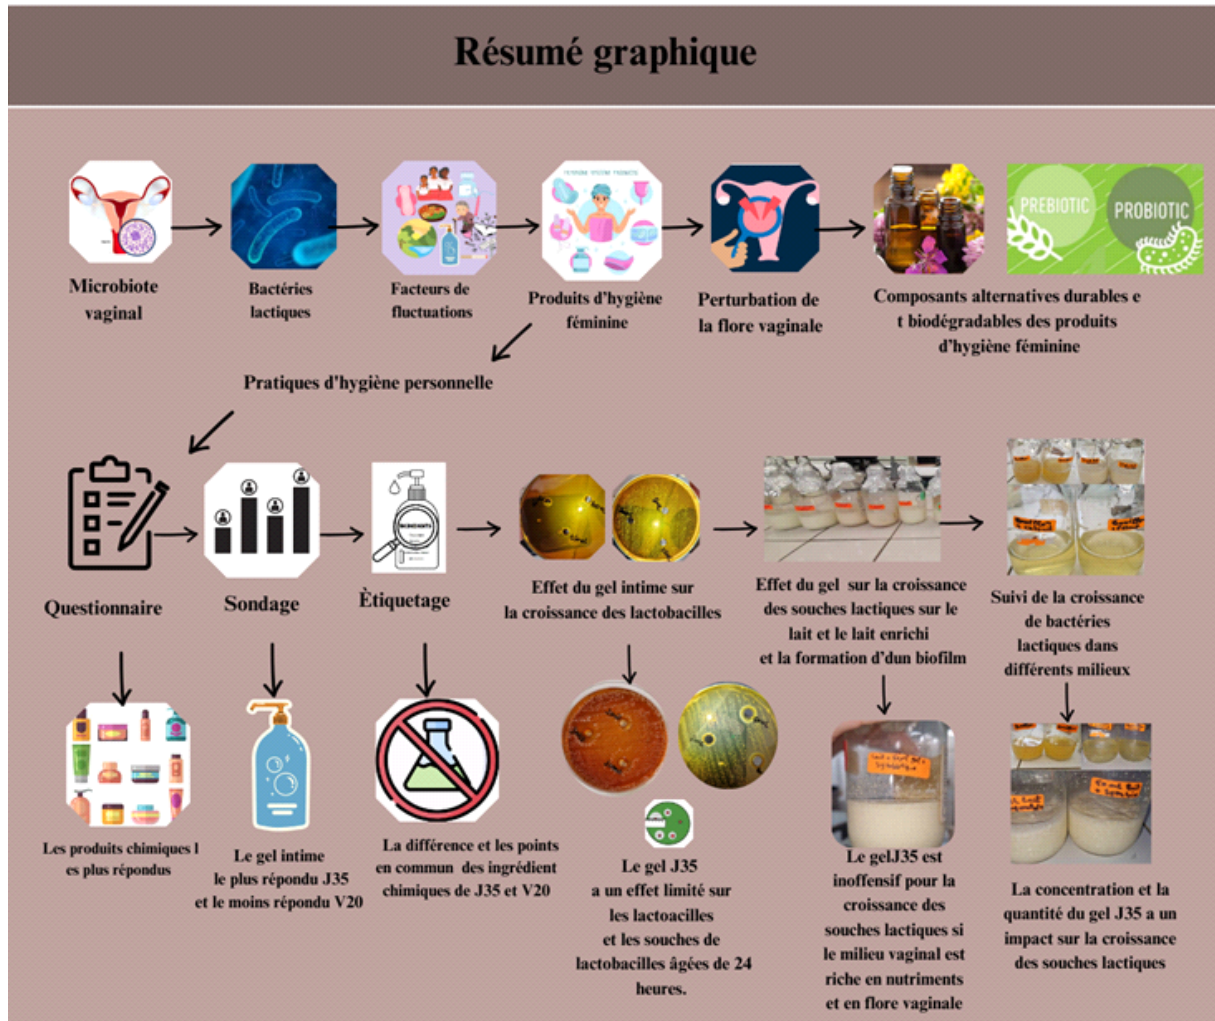 Résumé graphique
PREBIOTIC
PROBIOTIC
Microbiote
vaginal
Bactéries
lactiques
Facteurs de
fluctuations
Produits d'hygiène
féminine
Perturbation de
la flore vaginale
Composants alternatives durables e
t biodégradables des produits
d'hygiène féminine
Pratiques d'hygiène personnelle
INGREDIENTS
Questionnaire
Sondage
Ètiquetage
Effet du gel intime sur
la croissance des lactobacilles
Effet du gel sur la croissance
des souches lactiques sur le
lait et le lait enrichi
et la formation d'dun biofilm
Suivi de la croissance
de bactéries
lactiques dans
différents milieux
Les produits chimiques l
es plus répondus
Le gel intime
le plus répondu J35
et le moins répondu V20
La différence et les points
en commun des ingrédient
chimiques de J35 et V20
Le gel J35
a un effet limité sur
les lactoacilles
et les souches de
lactobacilles âgées de 24
heures.
Le gelJ35 est
inoffensif pour la
croissance des
souches lactiques si
le milieu vaginal est
riche en nutriments
et en flore vaginale
La concentration et la
quantité du gel J35 a un
impact sur la croissance
des souches lactiques